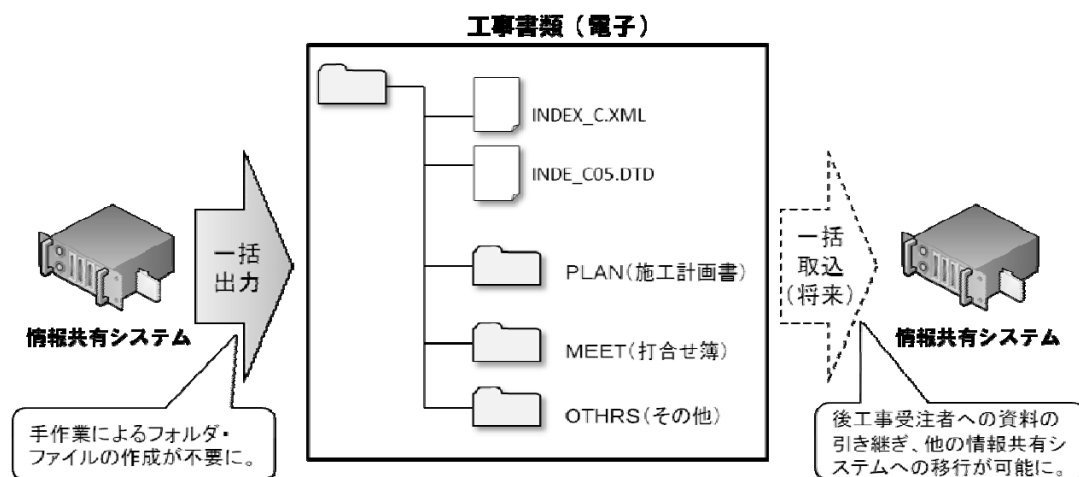 工事書類（電子）
INDEX_C.XML
INDE_C05.DTD
PLAN(施工計画書)
MEET(打合せ簿)
OTHRS(その他)
一括
出力
情報共有システム
手作業によるフォルダ・
ファイルの作成が不要に。
一括
取込
(将来)
情報共有システム
後工事受注者への資料の
引き継ぎ、他の情報共有シ
ステムへの移行が可能に。